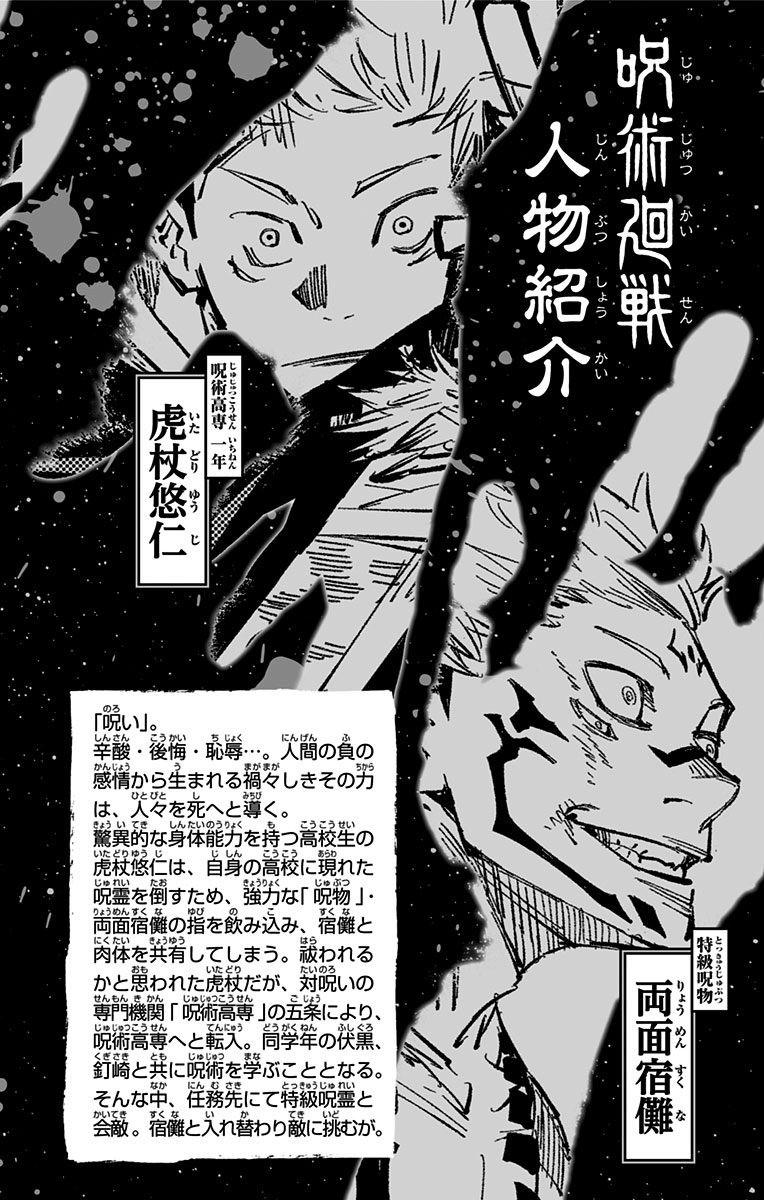 呪術廻戦
人物紹介
呪術高専 一年
虎杖悠仁
特級呪物
両面宿儺
「呪い」。
辛酸・後悔・恥辱…。人間の負の
感情から生まれる禍々しきその力
は、人々を死へと導く。
驚異的な身体能力を持つ高校生の
虎杖悠仁は、自身の高校に現れた
呪霊を倒すため、強力な「呪物」・
両面宿儺の指を飲み込み、宿儺と
肉体を共有してしまう。祓われる
かと思われた虎杖だが、対呪いの
専門機関「呪術高専」の五条により、
呪術高専へと転入。同学年の伏黒、
釘崎と共に呪術を学ぶこととなる。
そんな中、任務先にて特級呪霊と
会敵。宿儺と入れ替わり敵に挑むが。